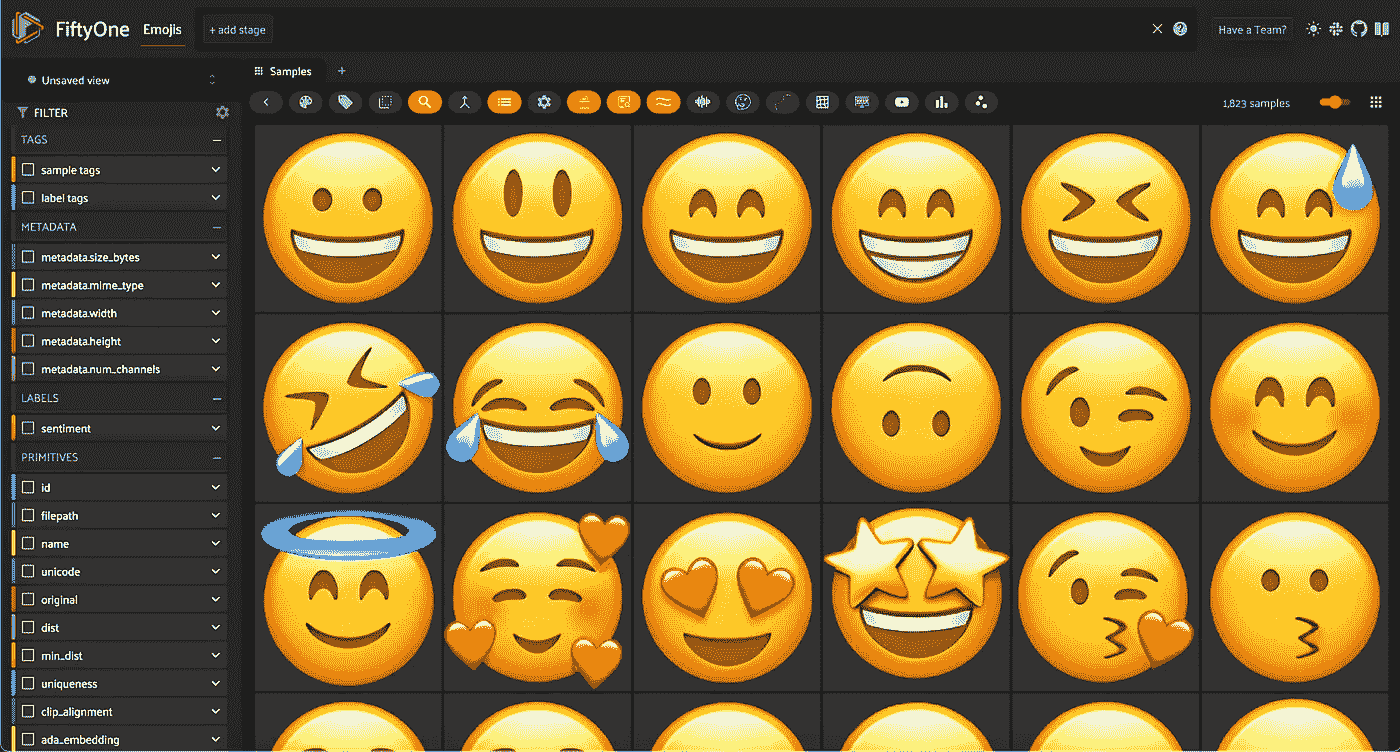 FiftyOne Emojis + add stage Have a Team?
Unsaved view
Samples +
1,823 samples
FILTER
TAGS
sample tags
label tags
METADATA
metadata.size_bytes
metadata.mime_type
metadata.width
metadata.height
metadata.num_channels
LABELS
sentiment
PRIMITIVES
id
filepath
name
unicode
original
dist
min_dist
uniqueness
clip_alignment
ada_embedding